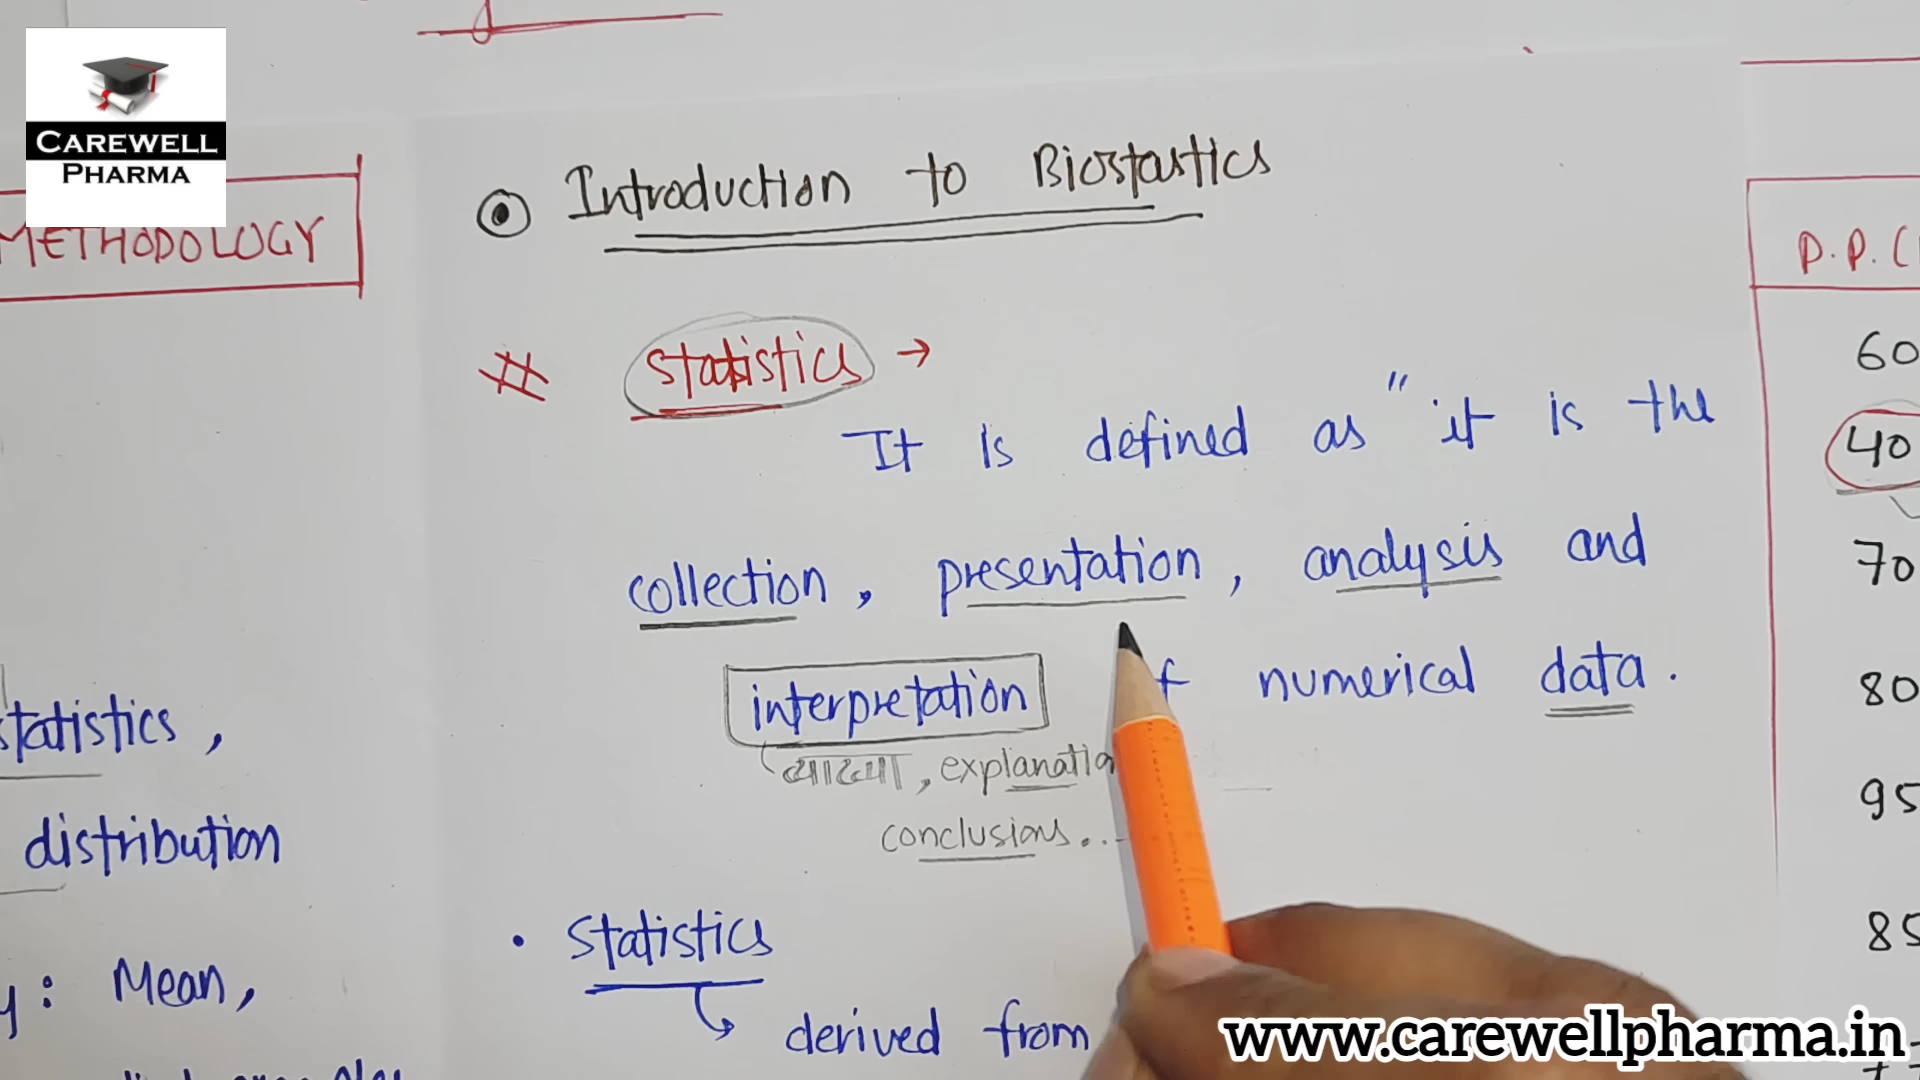 CAREWELL
PHARMA
METHODOLOGY
Introduction to Biostastics
D.P.
# statistics →
It is defined as "it is the
collection, presentation, analysis and
interpretation of numerical data.
व्याख्या, explanation
conclusions...
• statistics
derived from
statistics,
distribution
: Mean,
60
40
70
80
95
85
www.carewellpharma.in